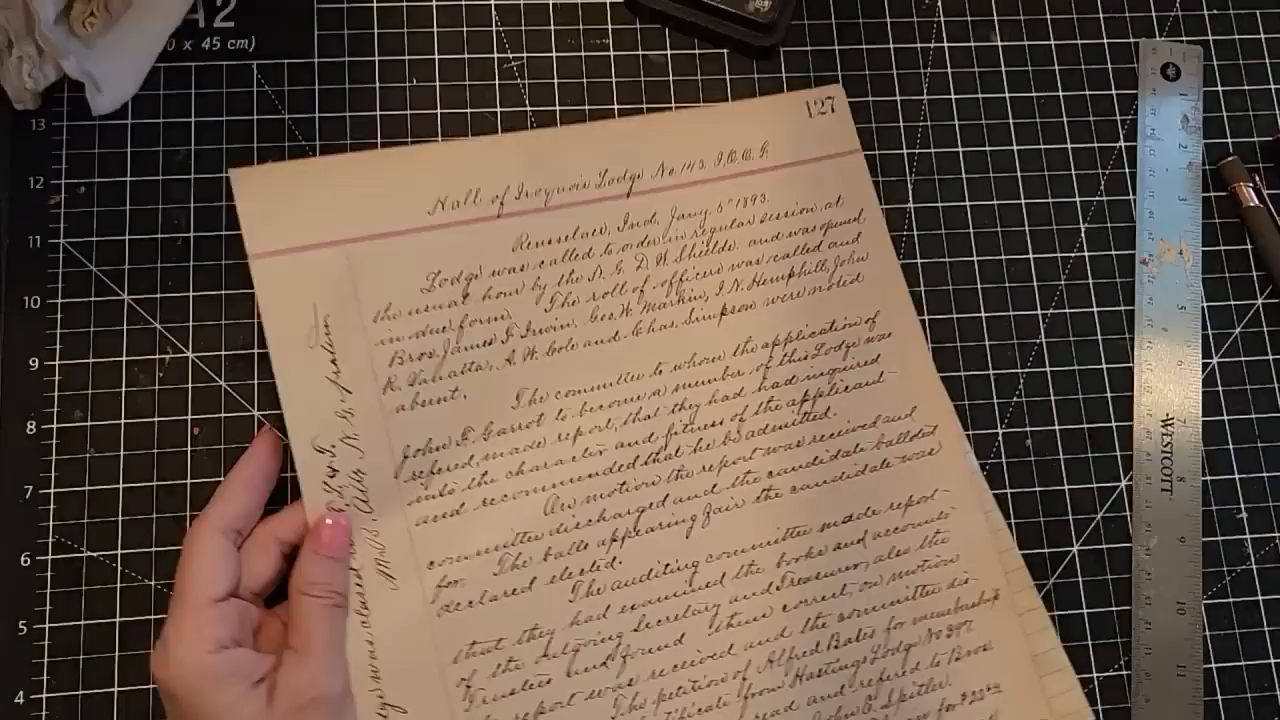 A2
0 x 45 cm)
127
Hall of Iroquois Lodge No. 143. I.O.O.F.
Rensselaer, Ind. Jany. 5" 1893.
Lodge was called to order in regular session, at
the usual hour by the N. G. D. W. Shields. and was opened
in due form. The roll of officers was called and
Bros. James F. Irwin, Geo. W. Markin, I. N. Hemphill, John
R. Vanatta, A. W. Cole and Chas. Simpson were noted
absent.
The committee to whom the application of
John F. Garrot to become a member of this Lodge was
refered, made report, that they had had inquired
into the character and fitness of the applicant
and recommended that he be admitted.
On motion the report was received and
committee discharged and the candidate balloted
for. The balls appearing fair the candidate was
declared elected.
The auditing committee made report
that they had examined the books and accounts
of the outgoing Secretary and Treasurer, also the
Trustees and found them correct, on motion
report was received and the committee dis-
The petition of Alfred Bates for membership
from Hastings Lodge No 397
read and refered to Bros
John A. Spitler.
for $23
was closed
N. G. protem
13
12
11
10
9
8
7
6
5
4
WESTCOTT
1
2
3
5
6
7
8
9
10
11